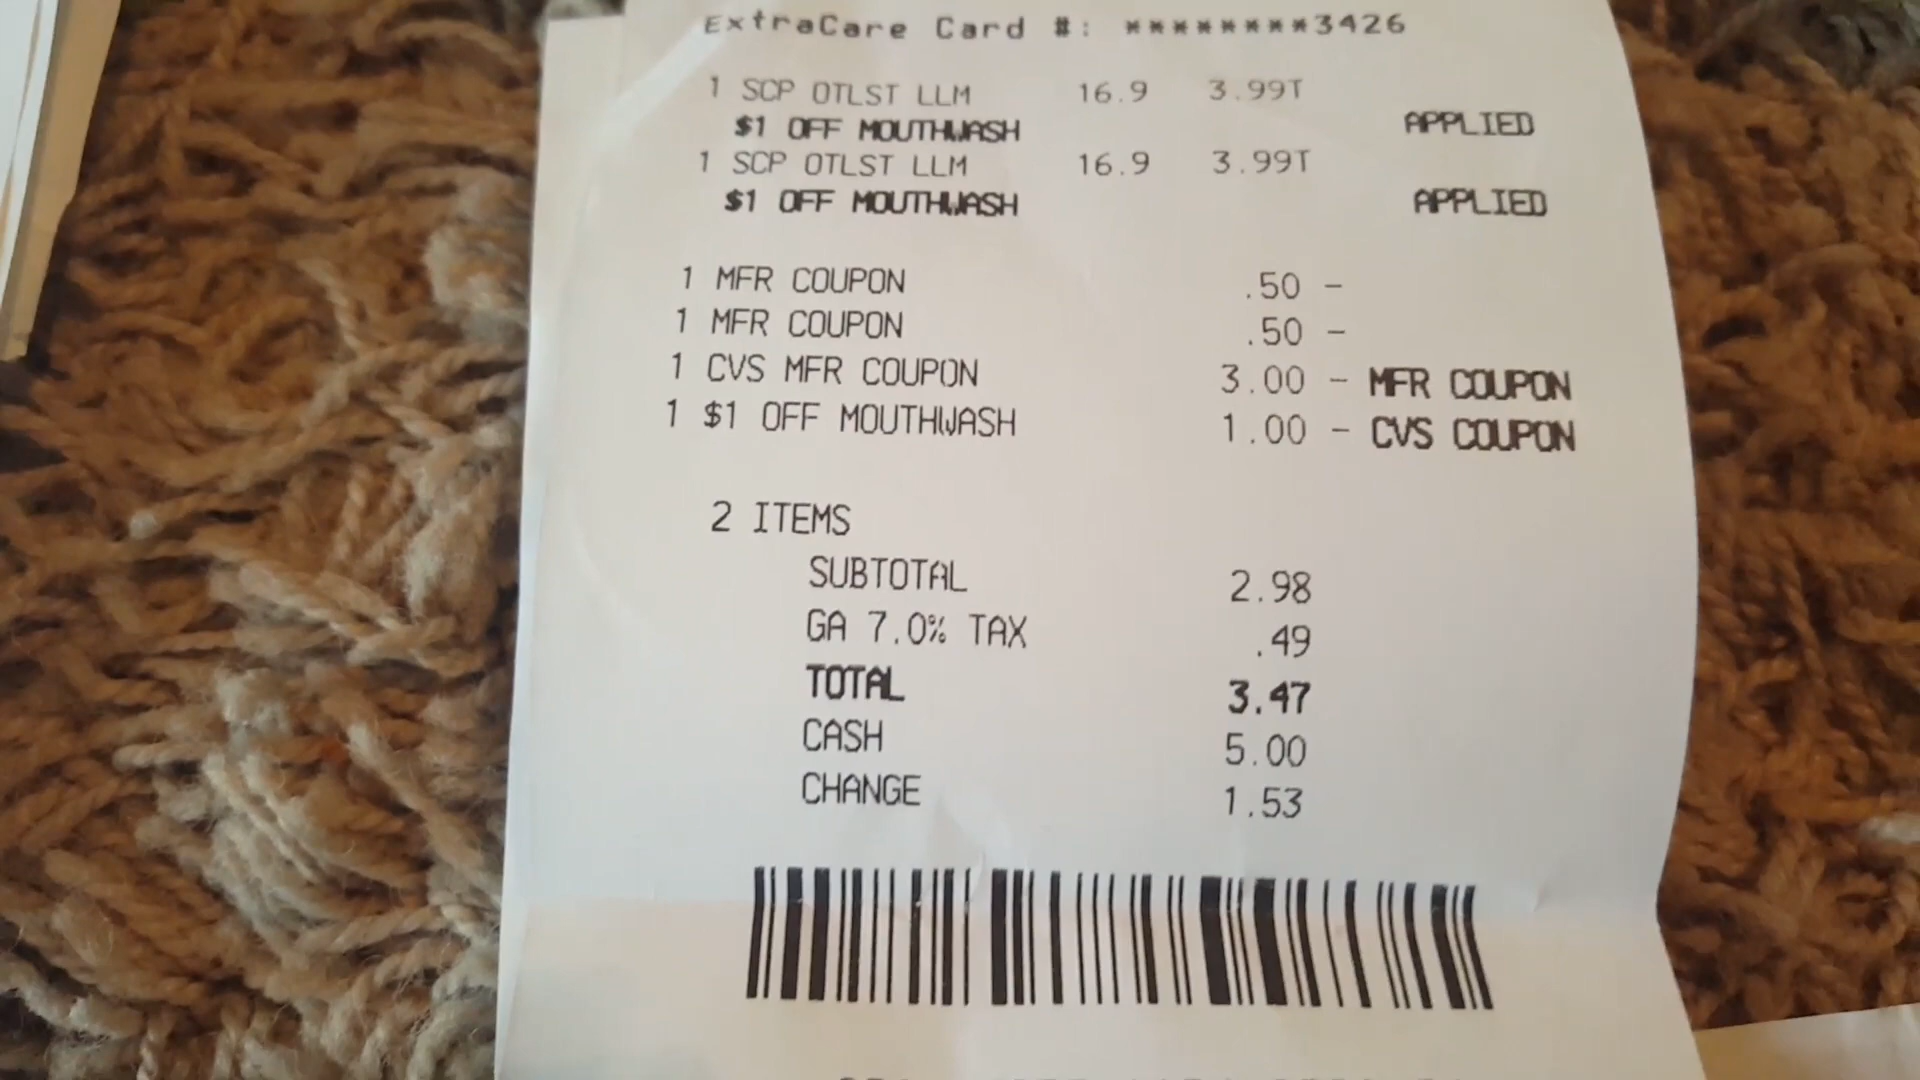 ExtraCare Card #: ********3426
1 SCP OTLST LLM 16.9 3.99T
$1 OFF MOUTHWASH APPLIED
1 SCP OTLST LLM 16.9 3.99T
$1 OFF MOUTHWASH APPLIED
1 MFR COUPON .50 -
1 MFR COUPON .50 -
1 CVS MFR COUPON 3.00 - MFR COUPON
1 $1 OFF MOUTHWASH 1.00 - CVS COUPON
2 ITEMS
SUBTOTAL 2.98
GA 7.0% TAX .49
TOTAL 3.47
CASH 5.00
CHANGE 1.53